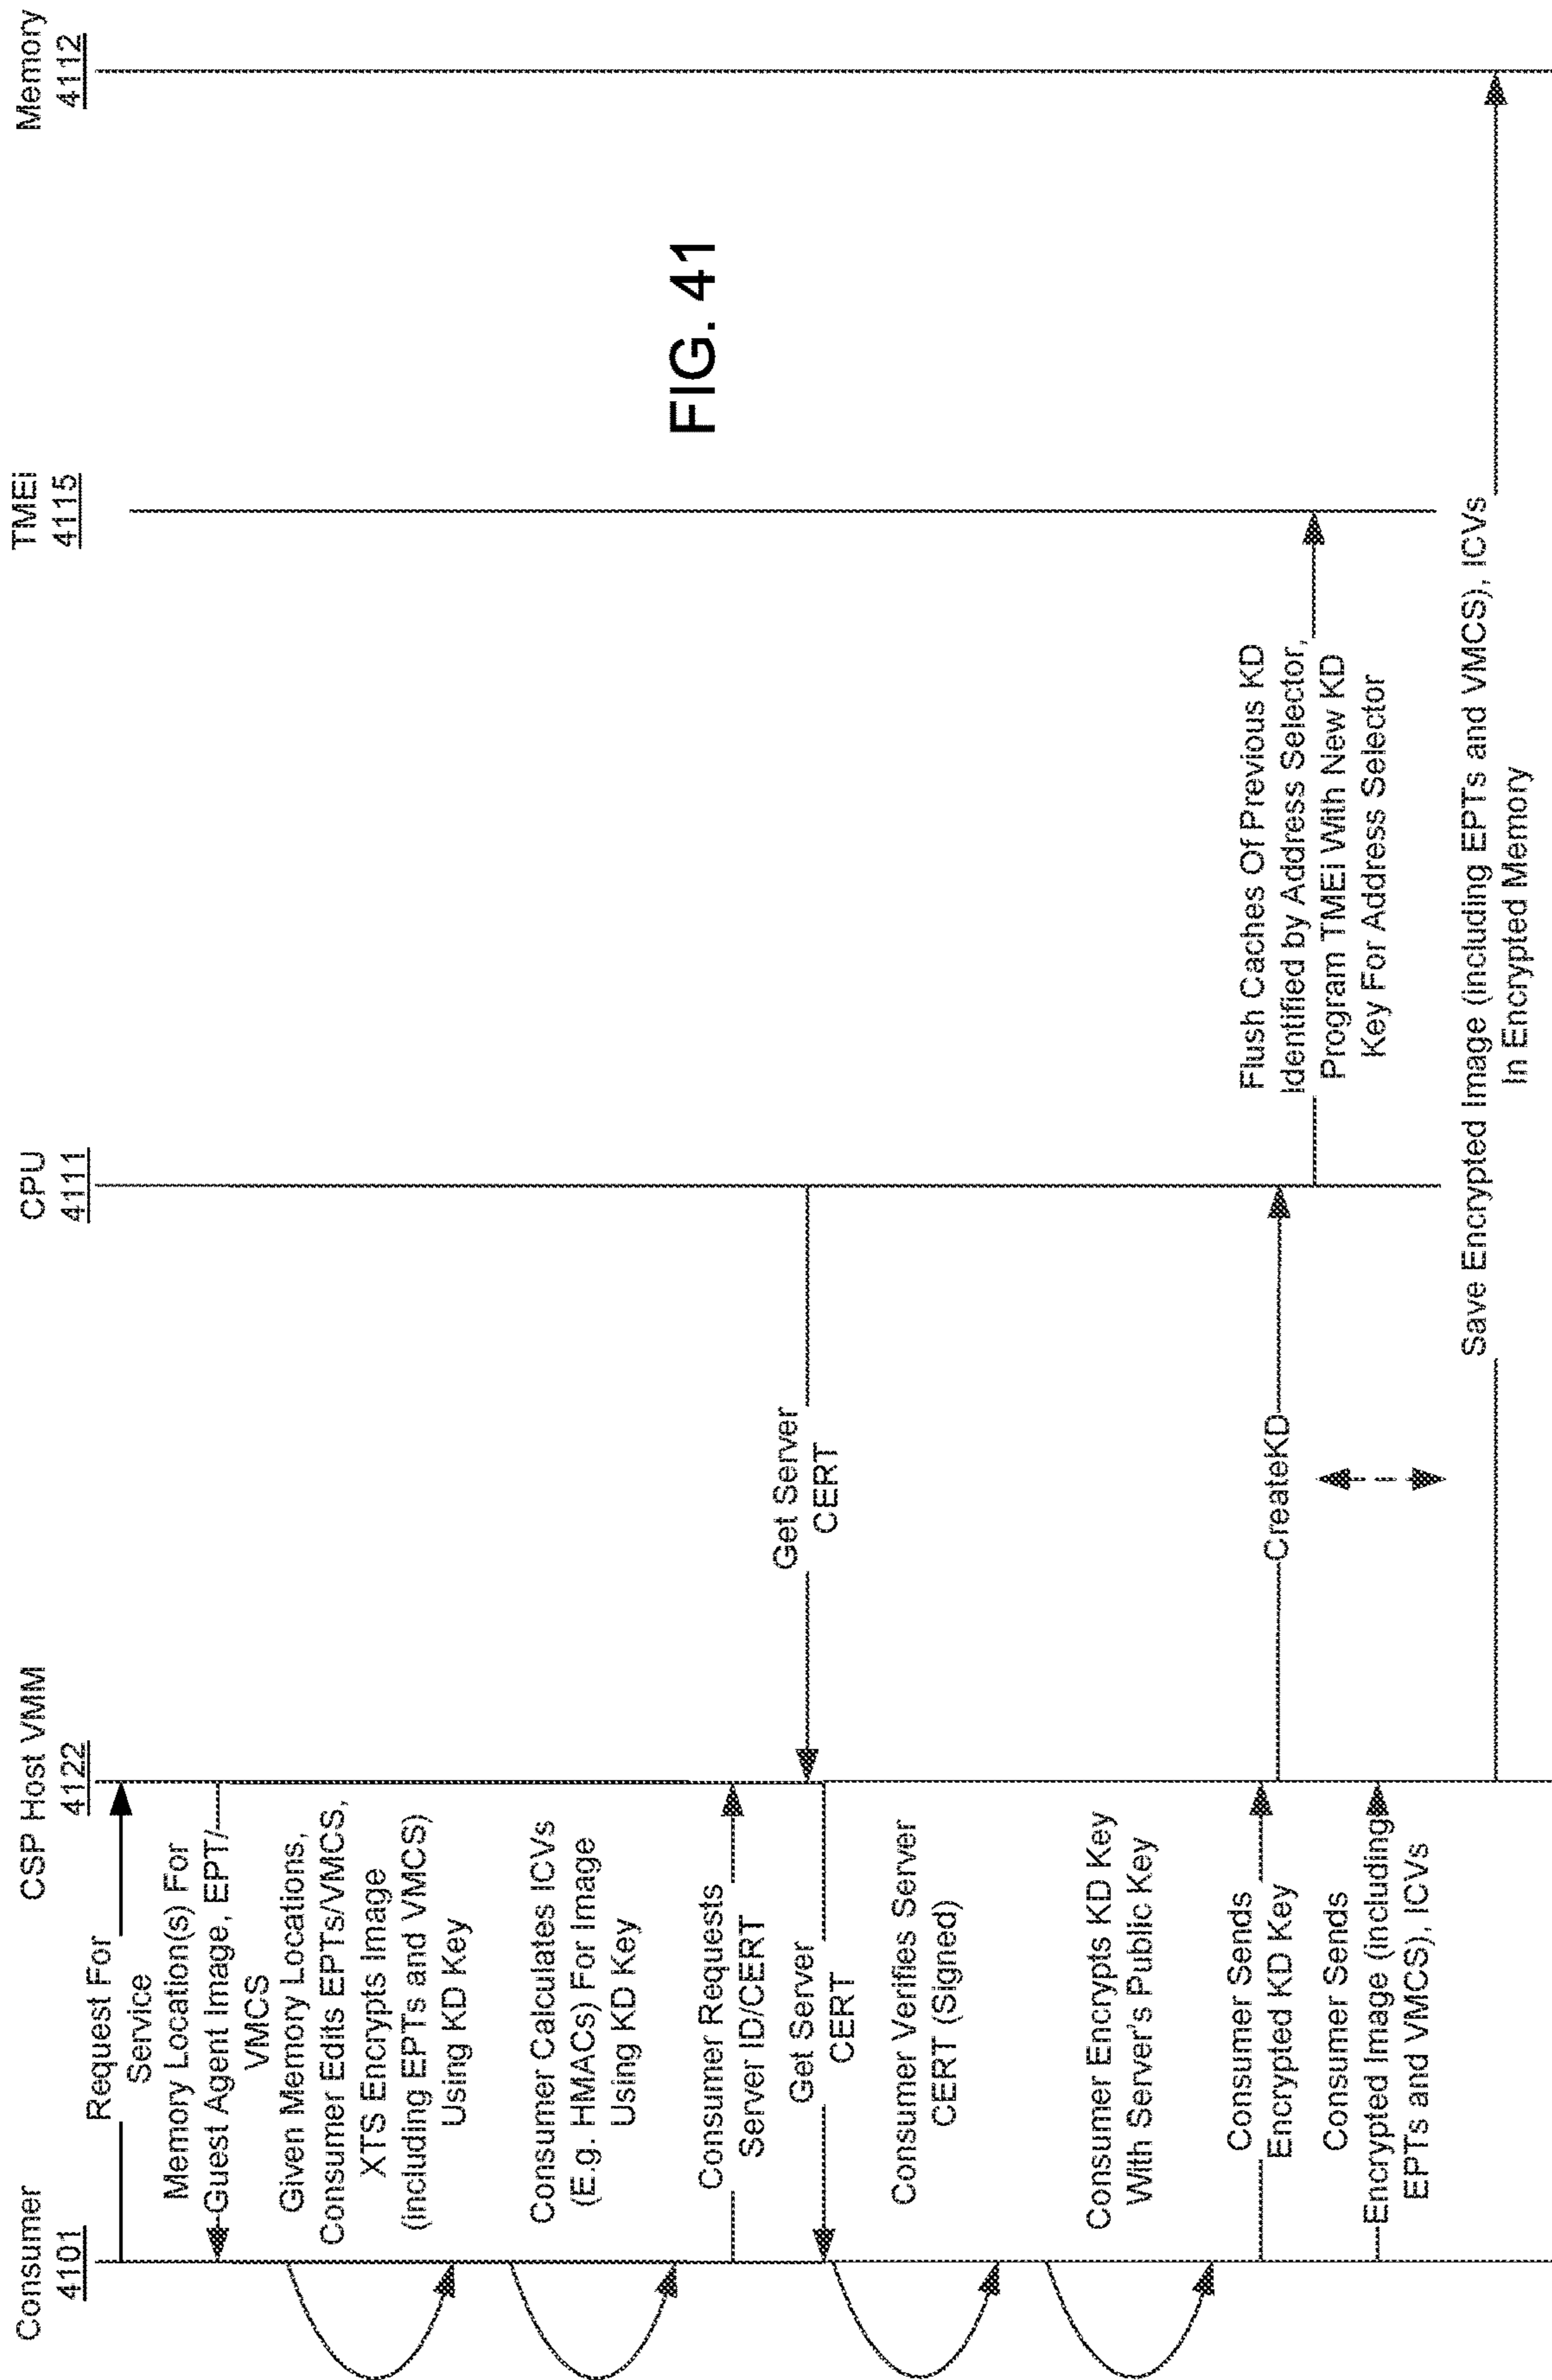 Consumer
4101
CSP Host VMM
4122
CPU
4111
TMEi
4115
Memory
4112
Request For
Service
Memory Location(s) For
Guest Agent Image, EPT/
VMCS
Given Memory Locations,
Consumer Edits EPTs/VMCS,
XTS Encrypts Image
(including EPTs and VMCS)
Using KD Key
Consumer Calculates ICVs
(E.g. HMACs) For Image
Using KD Key
Consumer Requests
Server ID/CERT
Get Server
CERT
Get Server
CERT
Consumer Verifies Server
CERT (Signed)
Consumer Encrypts KD Key
With Server's Public Key
Consumer Sends
Encrypted KD Key
CreateKD
Flush Caches Of Previous KD
Identified by Address Selector,
Program TMEi With New KD
Key For Address Selector
Consumer Sends
Encrypted Image (including
EPTs and VMCS), ICVs
Save Encrypted Image (including EPTs and VMCS), ICVs
In Encrypted Memory
FIG. 41